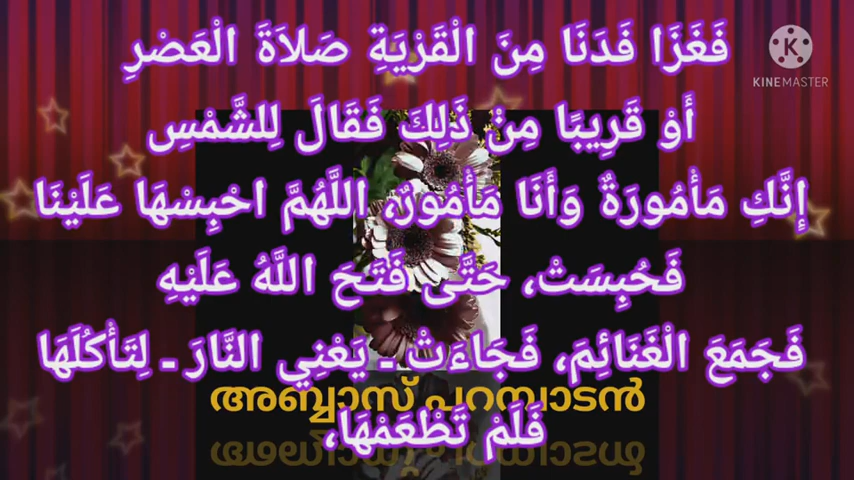 فَغَزَا فَدَنَا مِنَ الْقَرْيَةِ صَلاَةَ الْعَصْرِ
KINEMASTER
أَوْ قَرِيبًا مِنْ ذَلِكَ فَقَالَ لِلشَّمْسِ
إِنَّكِ مَأْمُورَةٌ وَأَنَا مَأْمُورٌ، اللَّهُمَّ احْبِسْهَا عَلَيْنَا
فَحُبِسَتْ، حَتَّى فَتَحَ اللَّهُ عَلَيْهِ
فَجَمَعَ الْغَنَائِمَ، فَجَاءَتْ ـ يَعْنِي النَّارَ ـ لِتَأْكُلَهَا
അബ്ബാസ് പറമ്പാടൻ
فَلَمْ تَطْعَمْهَا،